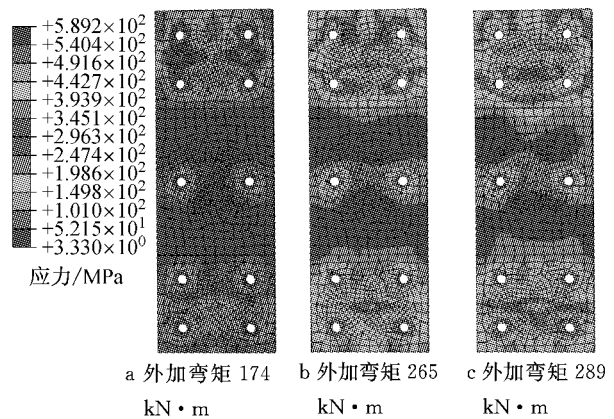 +5.892×10²
+5.404×10²
+4.916×10²
+4.427×10²
+3.939×10²
+3.451×10²
+2.963×10²
+2.474×10²
+1.986×10²
+1.498×10²
+1.010×10²
+5.215×10¹
+3.330×10⁰
应力/MPa
a 外加弯矩 174
kN·m
b 外加弯矩 265
kN·m
c 外加弯矩 289
kN·m